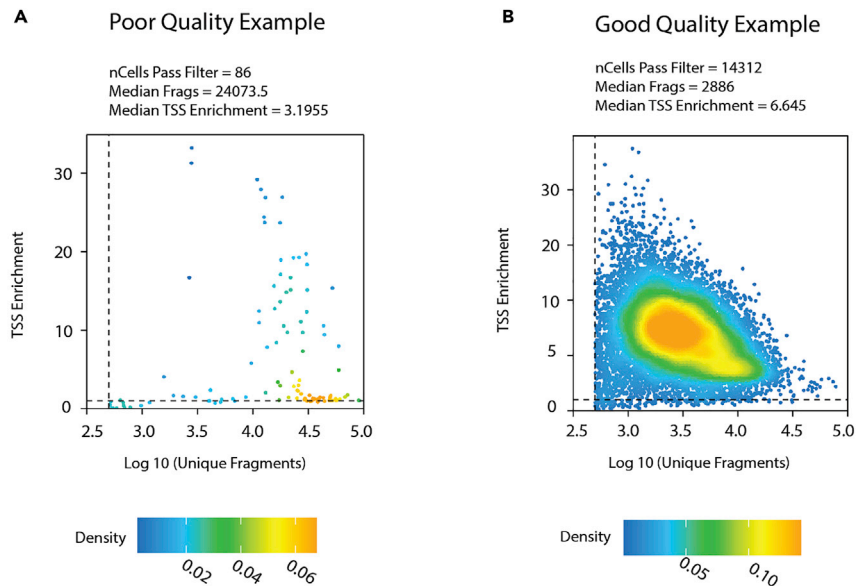 A
Poor Quality Example
nCells Pass Filter = 86
Median Frags = 24073.5
Median TSS Enrichment = 3.1955
TSS Enrichment
30
20
10
0
2.5 3.0 3.5 4.0 4.5 5.0
Log 10 (Unique Fragments)
Density
0.02 0.04 0.06
B
Good Quality Example
nCells Pass Filter = 14312
Median Frags = 2886
Median TSS Enrichment = 6.645
TSS Enrichment
30
20
10
5
0
2.5 3.0 3.5 4.0 4.5 5.0
Log 10 (Unique Fragments)
Density
0.05 0.10